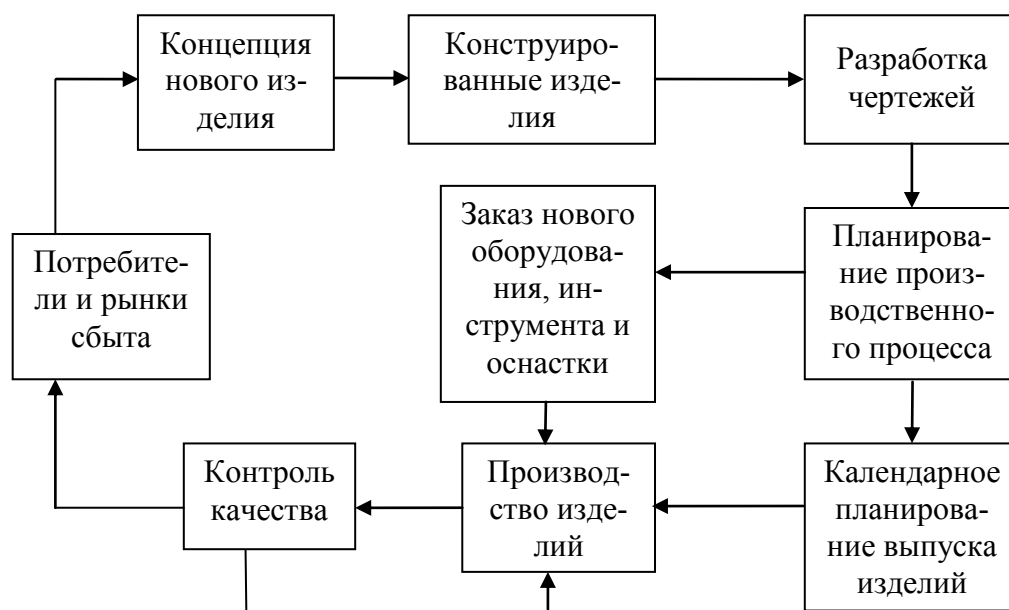 Концепция
нового из-
делия
Конструиро-
ванные изде-
лия
Разработка
чертежей
Заказ нового
оборудова-
ния, ин-
струмента и
оснастки
Планирова-
ние произ-
водственно-
го процесса
Потребите-
ли и рынки
сбыта
Контроль
качества
Производ-
ство изде-
лий
Календарное
планирова-
ние выпуска
изделий